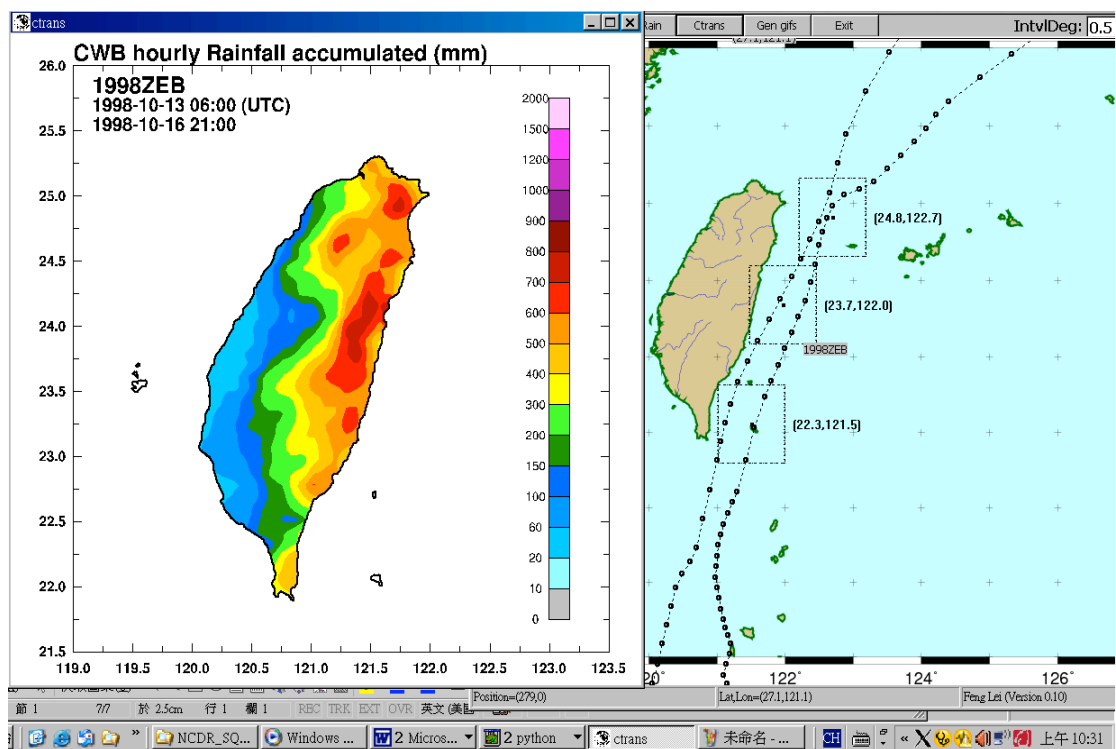 ctrans
CWB hourly Rainfall accumulated (mm)
1998ZEB
1998-10-13 06:00 (UTC)
1998-10-16 21:00
26.0
25.5
25.0
24.5
24.0
23.5
23.0
22.5
22.0
21.5
119.0 119.5 120.0 120.5 121.0 121.5 122.0 122.5 123.0 123.5
2000
1500
1200
1000
900
800
700
600
500
400
300
200
150
100
60
20
10
0
Rain Ctrans Gen gifs Exit IntvlDeg: 0.5
(24.8,122.7)
(23.7,122.0)
1998ZEB
(22.3,121.5)
122 124 126
Position=(279,0) Lat,Lon=(27.1,121.1) Feng Lei (Version 0.10)
節 1 7/7 於 2.5cm 行 1 欄 1 REC TRK EXT OVR 英文 (美國
NCDR_SQ... Windows ... 2 Micros... 2 python ctrans 未命名 - ... CH 上午 10:31